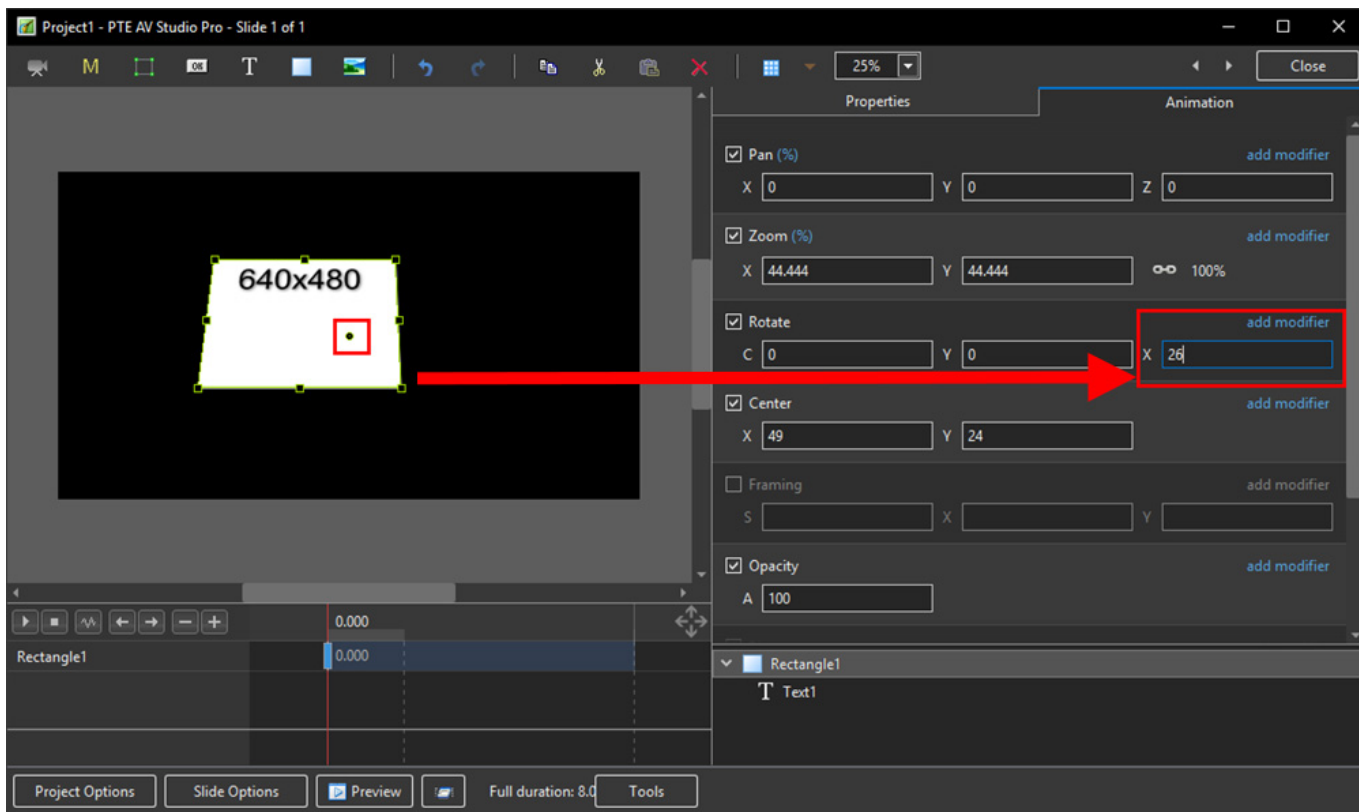 Project1 - PTE AV Studio Pro - Slide 1 of 1
M OK T 25% Close
Properties Animation
Pan (%) add modifier
X 0 Y 0 Z 0
Zoom (%) add modifier
X 44.444 Y 44.444 100%
640x480
Rotate add modifier
C 0 Y 0 X 26
Center add modifier
X 49 Y 24
Framing add modifier
S X Y
Opacity add modifier
A 100
0.000
Rectangle1 0.000
Rectangle1
T Text1
Project Options Slide Options Preview Full duration: 8.0 Tools